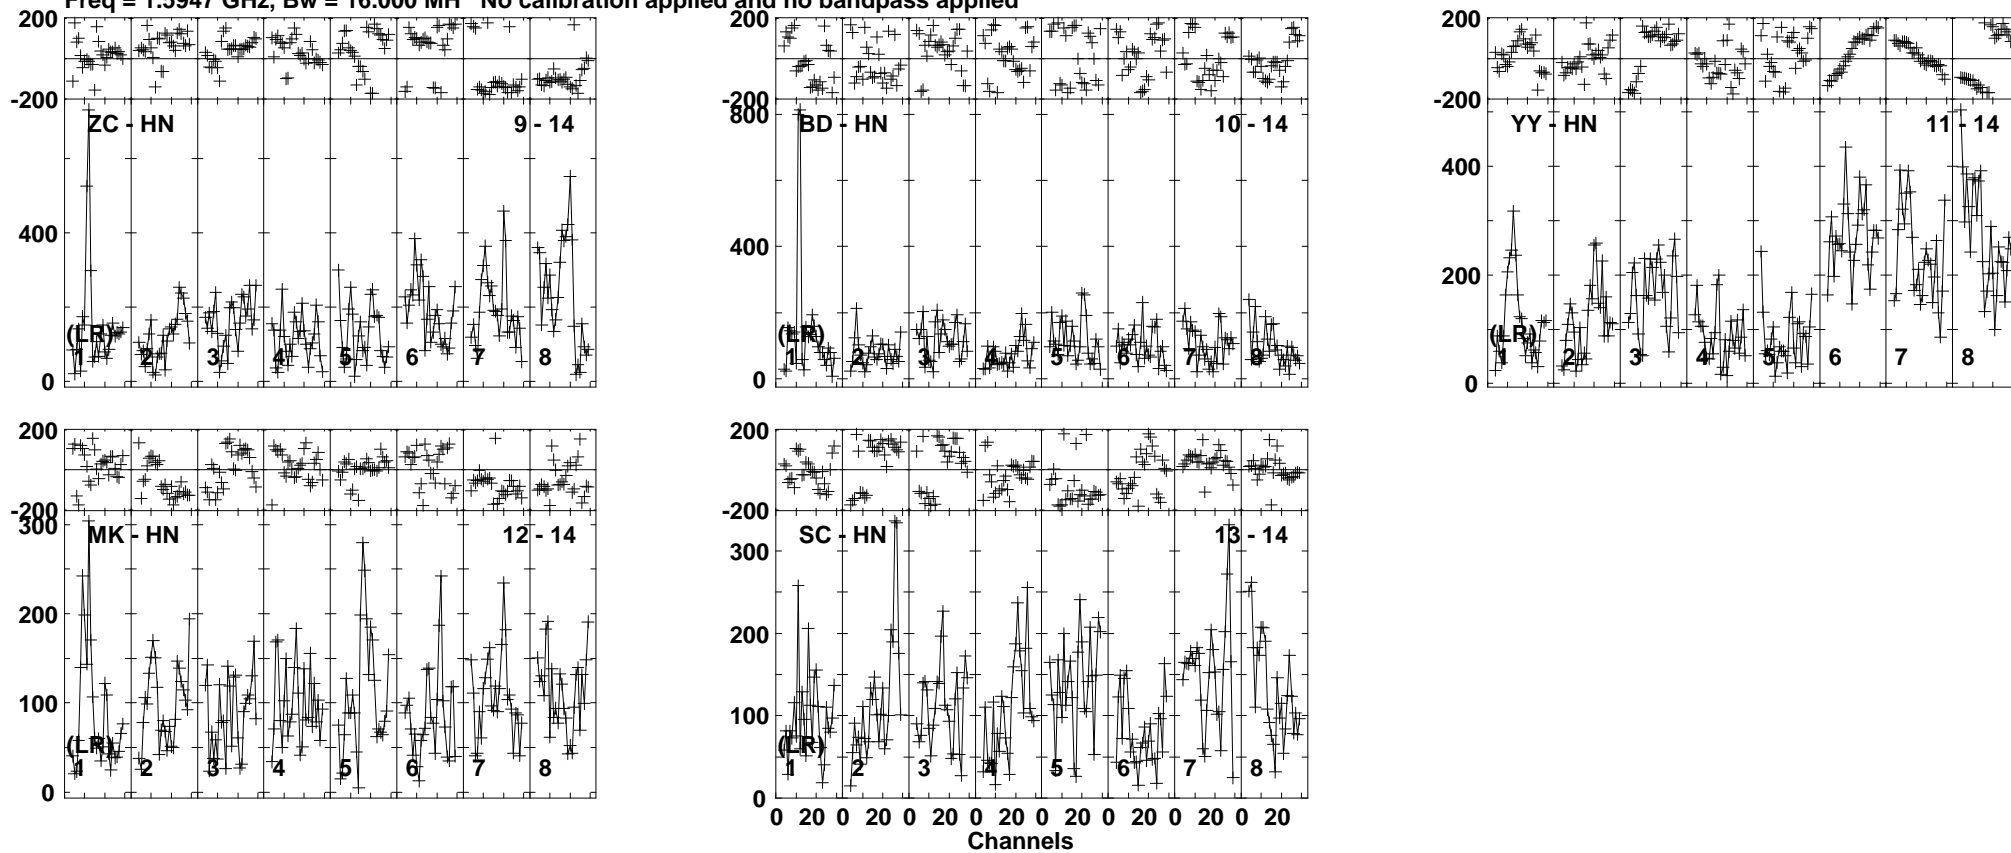 Freq = 1.5947 GHz, Bw = 16.000 MH No calibration applied and no bandpass applied
200
-200
ZC - HN 9 - 14
400
0
(LR)
1 2 3 4 5 6 7 8
200
-200
800
BD - HN 10 - 14
400
0
(LR)
1 2 3 4 5 6 7 8
200
-200
YY - HN 11 - 14
400
200
0
(LR)
1 2 3 4 5 6 7 8
200
-200
300
MK - HN 12 - 14
200
100
0
(LR)
1 2 3 4 5 6 7 8
200
-200
SC - HN 13 - 14
300
200
100
0
(LR)
1 2 3 4 5 6 7 8
0 20 0 20 0 20 0 20 0 20 0 20 0 20 0 20
Channels